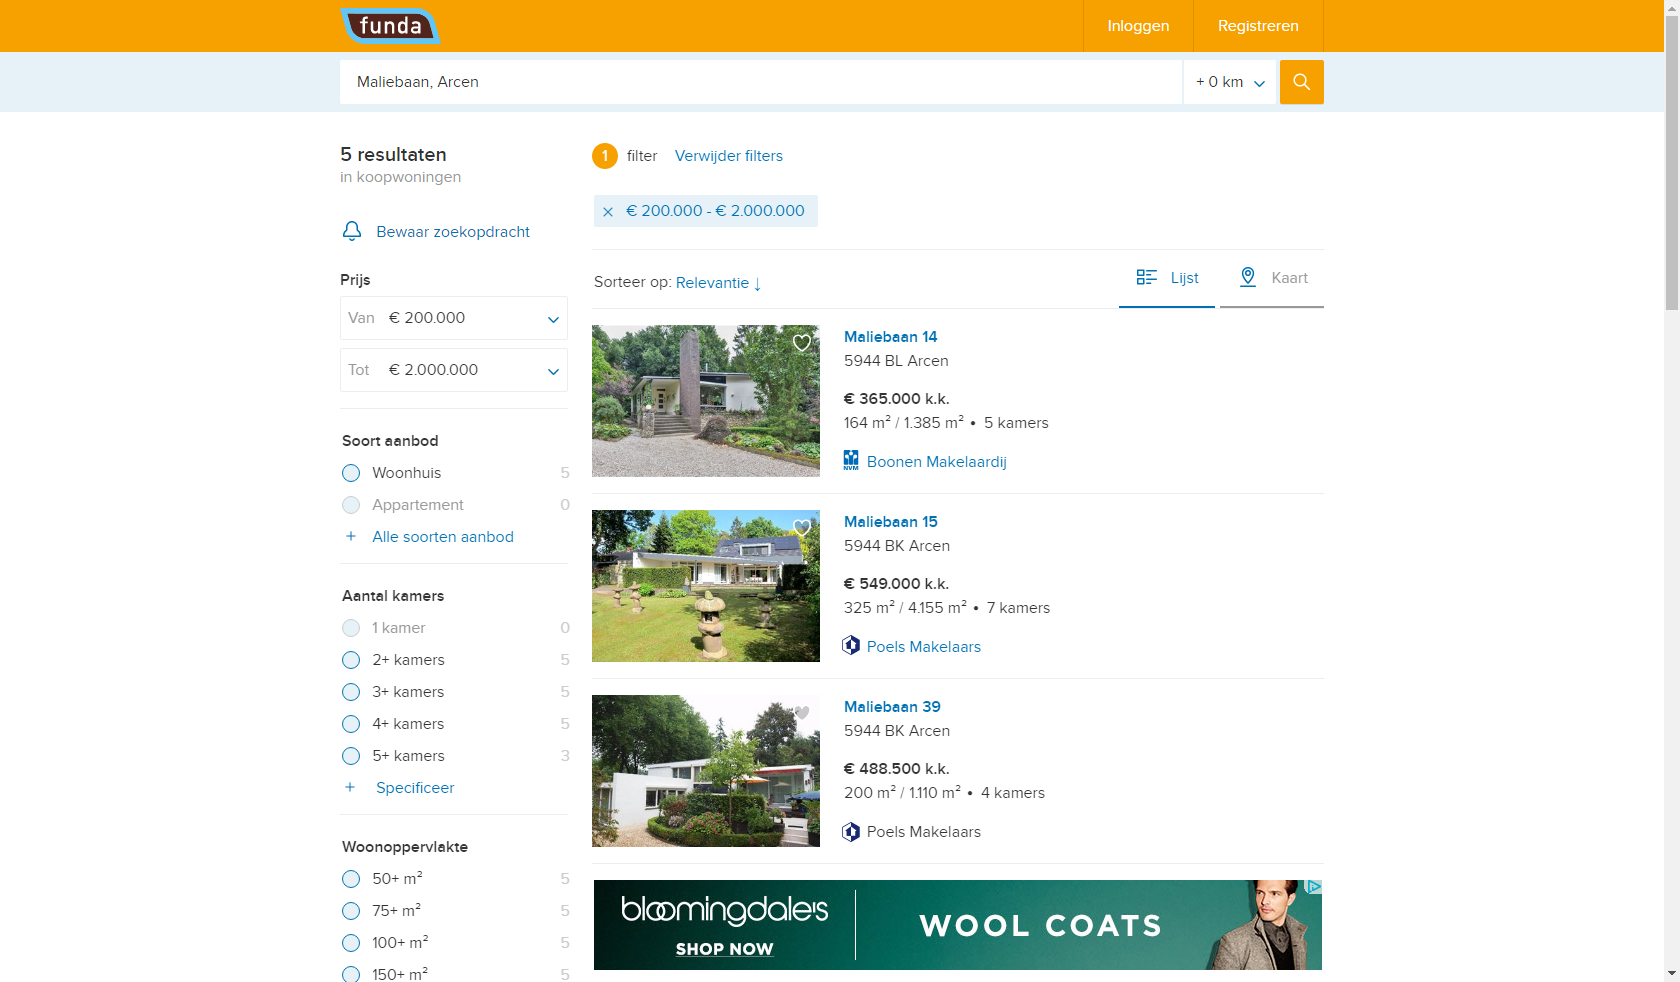 funda
Inloggen
Registreren
Maliebaan, Arcen
+ 0 km
5 resultaten
in koopwoningen
Bewaar zoekopdracht
Prijs
Van € 200.000
Tot € 2.000.000
Soort aanbod
Woonhuis 5
Appartement 0
+ Alle soorten aanbod
Aantal kamers
1 kamer 0
2+ kamers 5
3+ kamers 5
4+ kamers 5
5+ kamers 3
+ Specificeer
Woonoppervlakte
50+ m² 5
75+ m² 5
100+ m² 5
150+ m² 5
1 filter Verwijder filters
× € 200.000 - € 2.000.000
Sorteer op: Relevantie ↓
Lijst
Kaart
Maliebaan 14
5944 BL Arcen
€ 365.000 k.k.
164 m² / 1.385 m² • 5 kamers
NVM Boonen Makelaardij
Maliebaan 15
5944 BK Arcen
€ 549.000 k.k.
325 m² / 4.155 m² • 7 kamers
Poels Makelaars
Maliebaan 39
5944 BK Arcen
€ 488.500 k.k.
200 m² / 1.110 m² • 4 kamers
Poels Makelaars
bloomingdale's
SHOP NOW
WOOL COATS